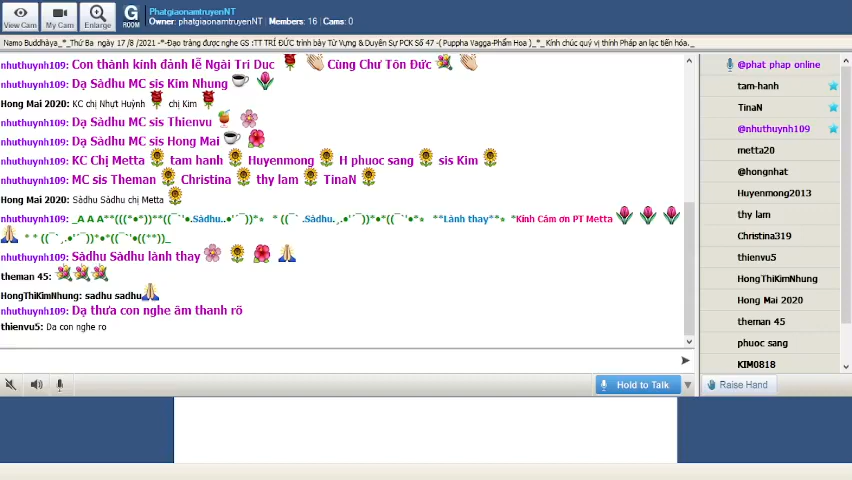 View Cam
My Cam
Enlarge
G
ROOM
PhatgiaonamtruyenNT
Owner: phatgiaonamtruyenNT | Members: 16 | Cams: 0
Namo Buddhàya_*_Thứ Ba ngày 17 /8 /2021 -*-Đạo tràng được nghe GS :TT TRÍ ĐỨC trình bày Từ Vựng & Duyên Sự PCK Số 47 -( Puppha Vagga-Phẩm Hoa )_*_Kính chúc quý vị thính Pháp an lạc tiến hóa,_
nhuthuynh109: Con thành kính đảnh lễ Ngài Tri Duc Cùng Chư Tôn Đức
nhuthuynh109: Dạ Sàdhu MC sis Kim Nhung
Hong Mai 2020: KC chị Nhựt Huỳnh chị Kim
nhuthuynh109: Dạ Sàdhu MC sis Thienvu
nhuthuynh109: Dạ Sàdhu MC sis Hong Mai
nhuthuynh109: KC Chị Metta tam hanh Huyenmong H phuoc sang sis Kim
nhuthuynh109: MC sis Theman Christina thy lam TinaN
Hong Mai 2020: Sàdhu Sàdhu chị Metta
nhuthuynh109: _A A A**(((*•*))**((¯`'•.Sàdhu..•'´¯))*⋆ * ((¯` .Sàdhu.,.•'´¯))*•*((¯`'•*⋆ **Lành thay**⋆ *Kính Cám ơn PT Metta
* * ((¯`,.•'´¯))*•*((¯`'•((**))_
nhuthuynh109: Sàdhu Sàdhu lành thay
theman 45:
HongThiKimNhung: sadhu sadhu
nhuthuynh109: Dạ thưa con nghe âm thanh rõ
thienvu5: Da con nghe ro
Hold to Talk
@phat phap online
tam-hanh
TinaN
@nhuthuynh109
metta20
@hongnhat
Huyenmong2013
thy lam
Christina319
thienvu5
HongThiKimNhung
Hong Mai 2020
theman 45
phuoc sang
KIM0818
Raise Hand